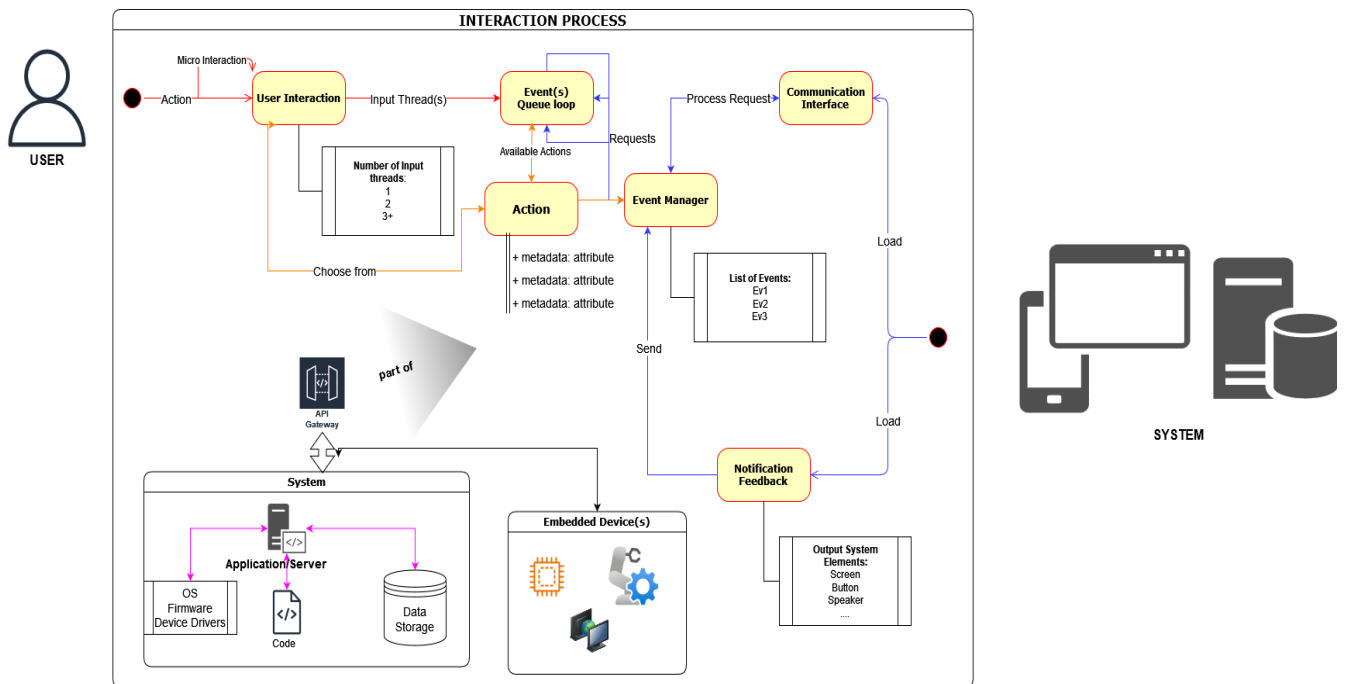 INTERACTION PROCESS
USER
Micro Interaction
Action
User Interaction
Input Thread(s)
Event(s)
Queue loop
Requests
Available Actions
Process Request
Communication
Interface
Number of Input
threads:
1
2
3+
Action
Event Manager
+ metadata: attribute
+ metadata: attribute
+ metadata: attribute
Choose from
List of Events:
Ev1
Ev2
Ev3
Load
Send
Load
part of
API
Gateway
System
Application/Server
OS
Firmware
Device Drivers
Code
Data
Storage
Embedded Device(s)
Notification
Feedback
Output System
Elements:
Screen
Button
Speaker
....
SYSTEM